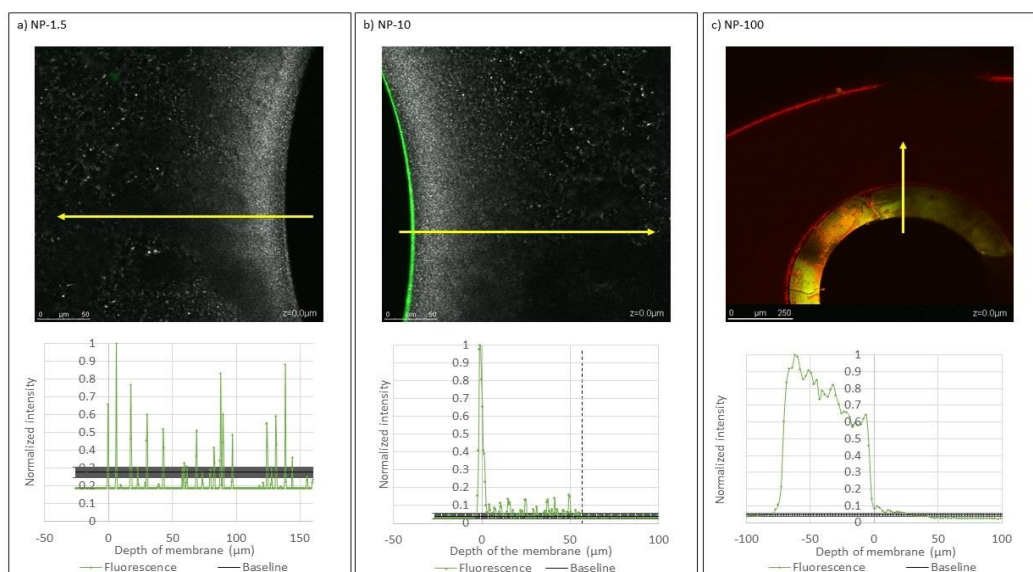 a) NP-1.5
0 µm 50
z=0.0µm
Normalized intensity
1
0.9
0.8
0.7
0.6
0.5
0.4
0.3
0.2
0.1
0
-50 0 50 100 150
Depth of membrane (µm)
Fluorescence Baseline
b) NP-10
0 µm 50
z=0.0µm
Normalized intensity
1
0.9
0.8
0.7
0.6
0.5
0.4
0.3
0.2
0.1
0
-50 0 50 100
Depth of the membrane (µm)
Fluorescence Baseline
c) NP-100
0 µm 250
z=0.0µm
Normalized intensity
1
0.9
0.8
0.7
0.6
0.5
0.4
0.3
0.2
0.1
0
-100 -50 0 50 100
Depth of membrane (µm)
Fluorescence Baseline